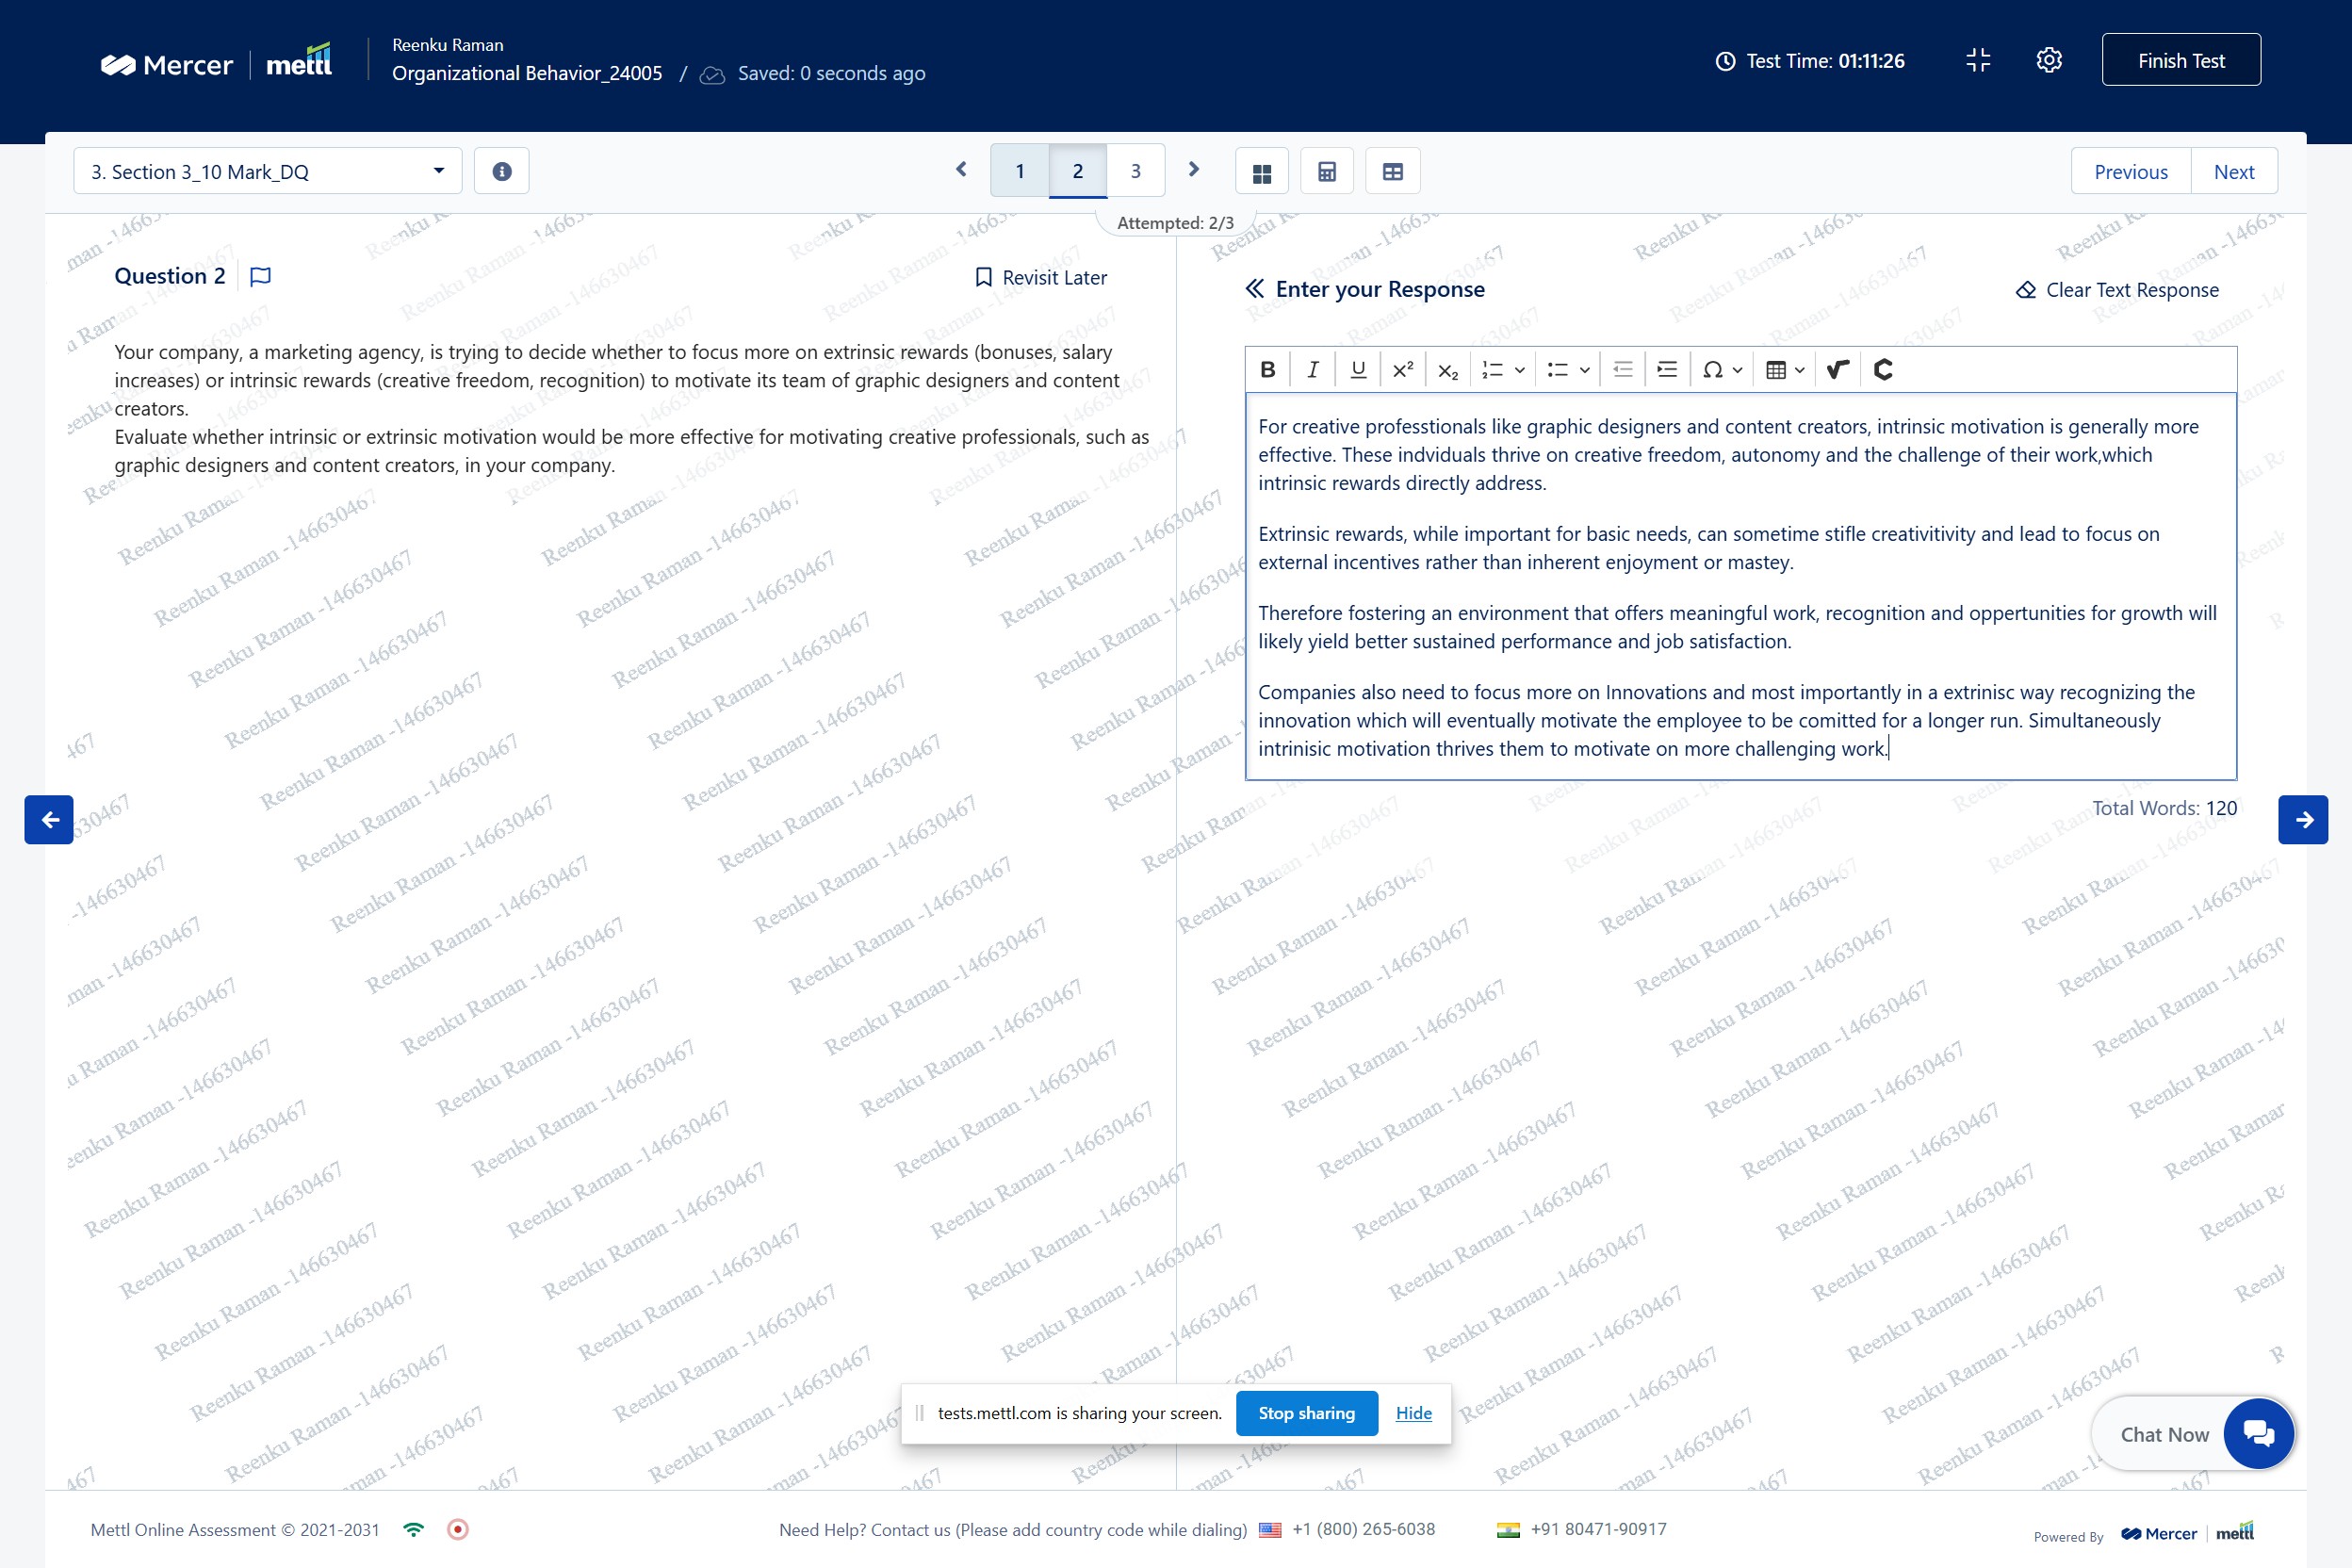 Mercer | mettl
Reenku Raman
Organizational Behavior_24005 / Saved: 0 seconds ago
Test Time: 01:11:26
Finish Test
3. Section 3_10 Mark_DQ
1 2 3
Previous Next
Attempted: 2/3
Question 2
Revisit Later
Your company, a marketing agency, is trying to decide whether to focus more on extrinsic rewards (bonuses, salary
increases) or intrinsic rewards (creative freedom, recognition) to motivate its team of graphic designers and content
creators.
Evaluate whether intrinsic or extrinsic motivation would be more effective for motivating creative professionals, such as
graphic designers and content creators, in your company.
Enter your Response
Clear Text Response
For creative professtionals like graphic designers and content creators, intrinsic motivation is generally more
effective. These indviduals thrive on creative freedom, autonomy and the challenge of their work,which
intrinsic rewards directly address.
Extrinsic rewards, while important for basic needs, can sometime stifle creativitivity and lead to focus on
external incentives rather than inherent enjoyment or mastey.
Therefore fostering an environment that offers meaningful work, recognition and oppertunities for growth will
likely yield better sustained performance and job satisfaction.
Companies also need to focus more on Innovations and most importantly in a extrinisc way recognizing the
innovation which will eventually motivate the employee to be comitted for a longer run. Simultaneously
intrinisic motivation thrives them to motivate on more challenging work.
Total Words: 120
Reenku Raman -146630467
tests.mettl.com is sharing your screen. Stop sharing Hide
Chat Now
Mettl Online Assessment © 2021-2031
Need Help? Contact us (Please add country code while dialing) +1 (800) 265-6038 +91 80471-90917
Powered By Mercer | mettl